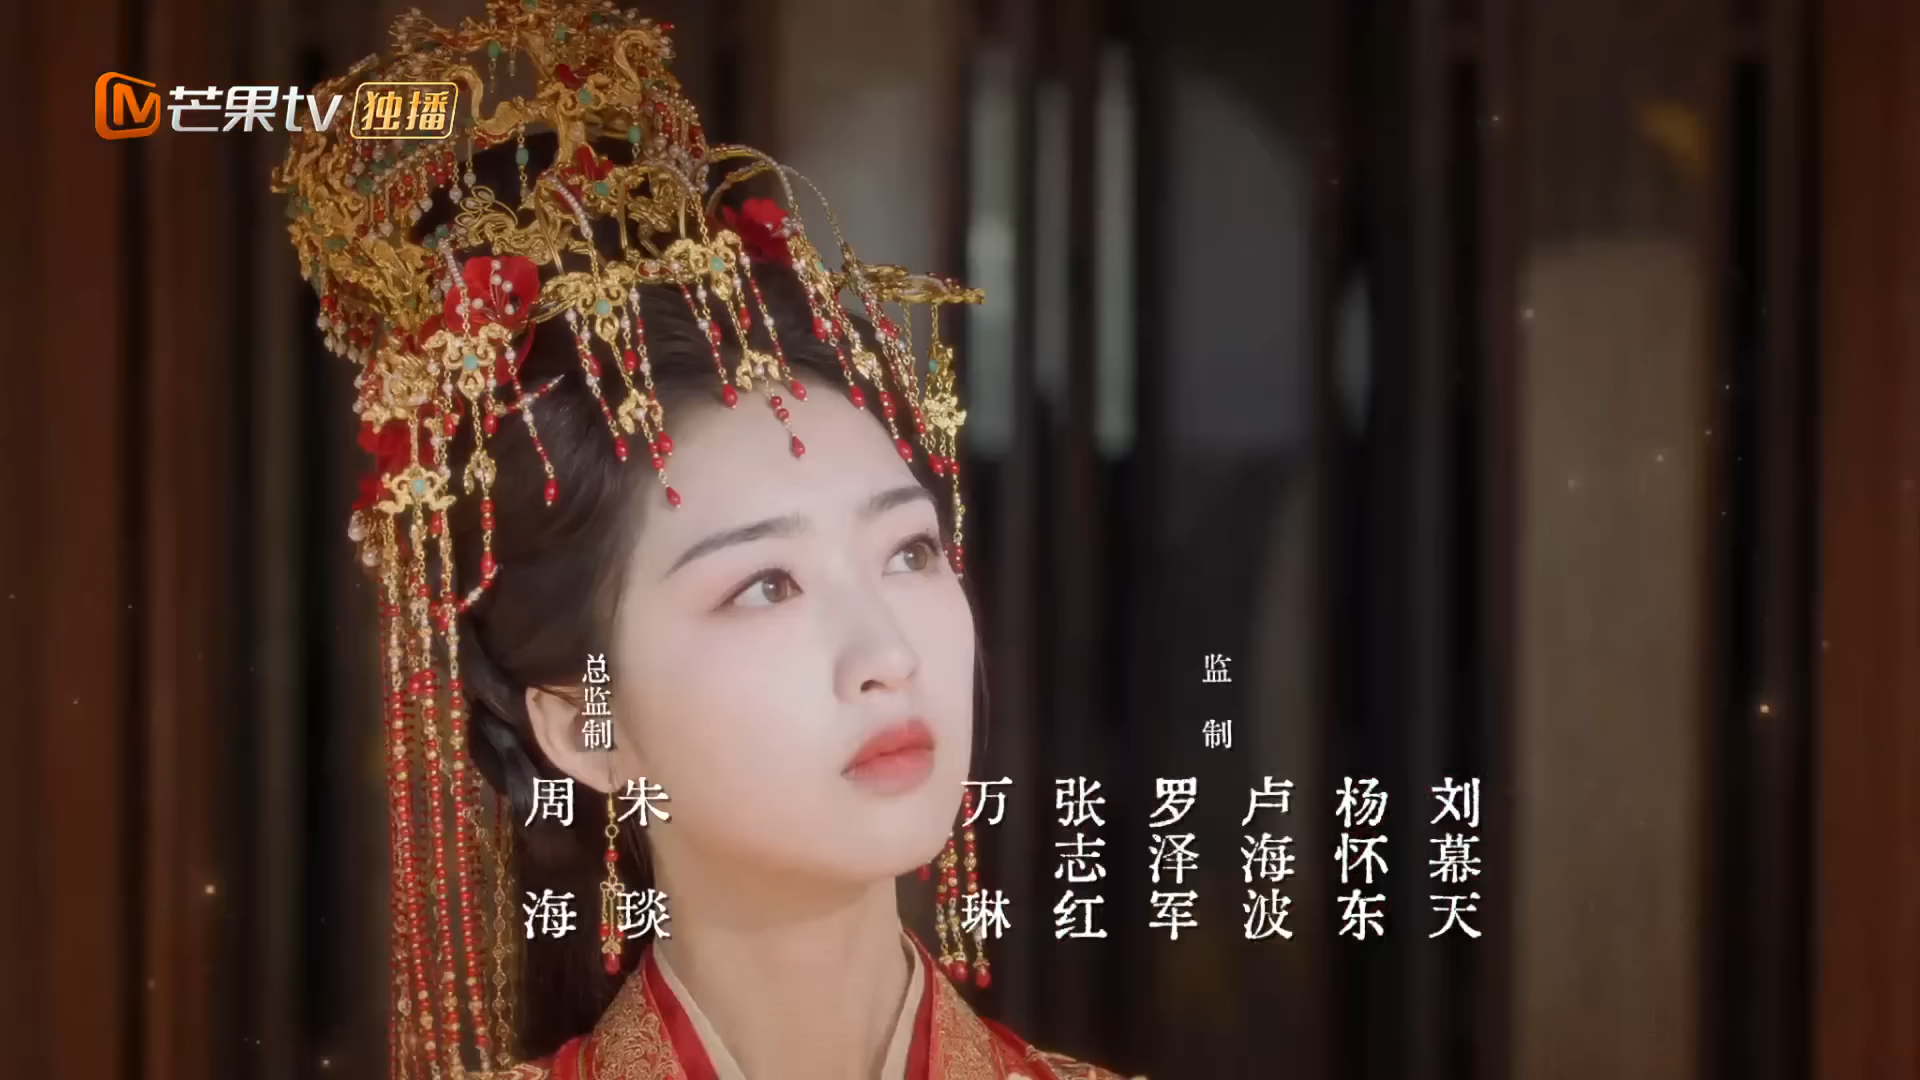 芒果tv 独播
总监制
周海
朱琰
监制
万琳
张志红
罗泽军
卢海波
杨怀东
刘慕天